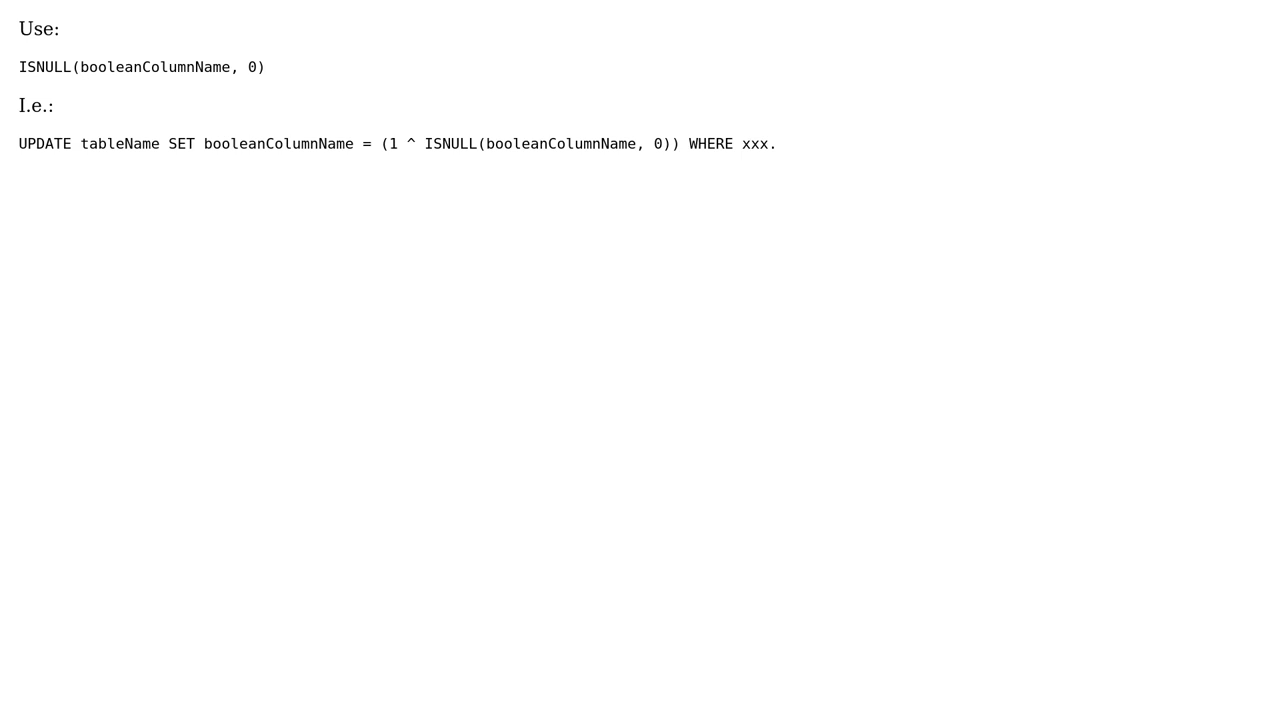 Use:
ISNULL(booleanColumnName, 0)
I.e.:
UPDATE tableName SET booleanColumnName = (1 ^ ISNULL(booleanColumnName, 0)) WHERE xxx.